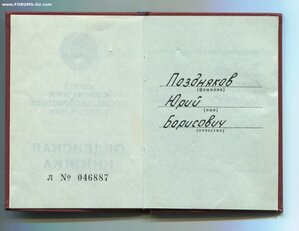 www.FORUMS-SU.com
Поздняков
(фамилия)
Юрий
(имя)
Борисович
(отчество)
ОРДЕНСКАЯ
КНИЖКА
Л № 046887